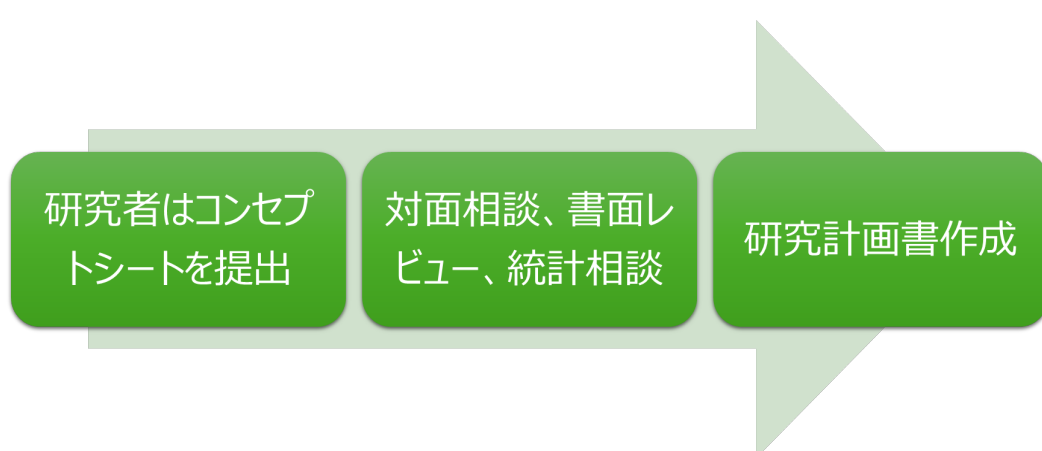 研究者はコンセプ
トシートを提出
対面相談、書面レ
ビュー、統計相談
研究計画書作成